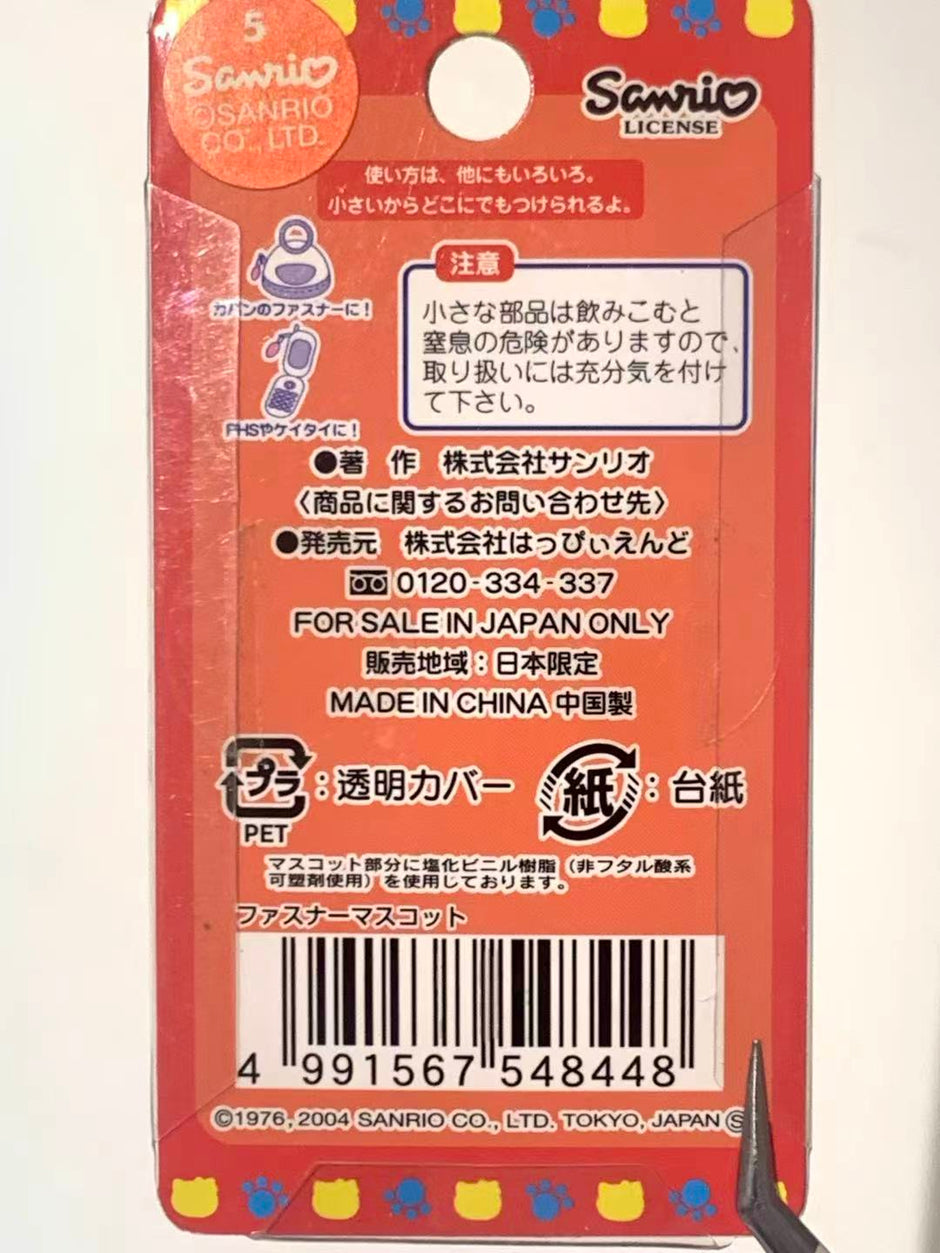 5
Sanrio
©SANRIO
CO., LTD.
Sanrio
LICENSE
使い方は、他にもいろいろ。
小さいからどこにでもつけられるよ。
カバンのファスナーに!
PHSやケイタイに!
注意
小さな部品は飲みこむと
窒息の危険がありますので、
取り扱いには充分気を付け
て下さい。
●著 作 株式会社サンリオ
〈商品に関するお問い合わせ先〉
●発売元 株式会社はっぴぃえんど
0120-334-337
FOR SALE IN JAPAN ONLY
販売地域:日本限定
MADE IN CHINA 中国製
プラ:透明カバー
PET
紙:台紙
マスコット部分に塩化ビニル樹脂(非フタル酸系
可塑剤使用)を使用しております。
ファスナーマスコット
4 991567 548448
©1976, 2004 SANRIO CO., LTD. TOKYO, JAPAN Ⓢ